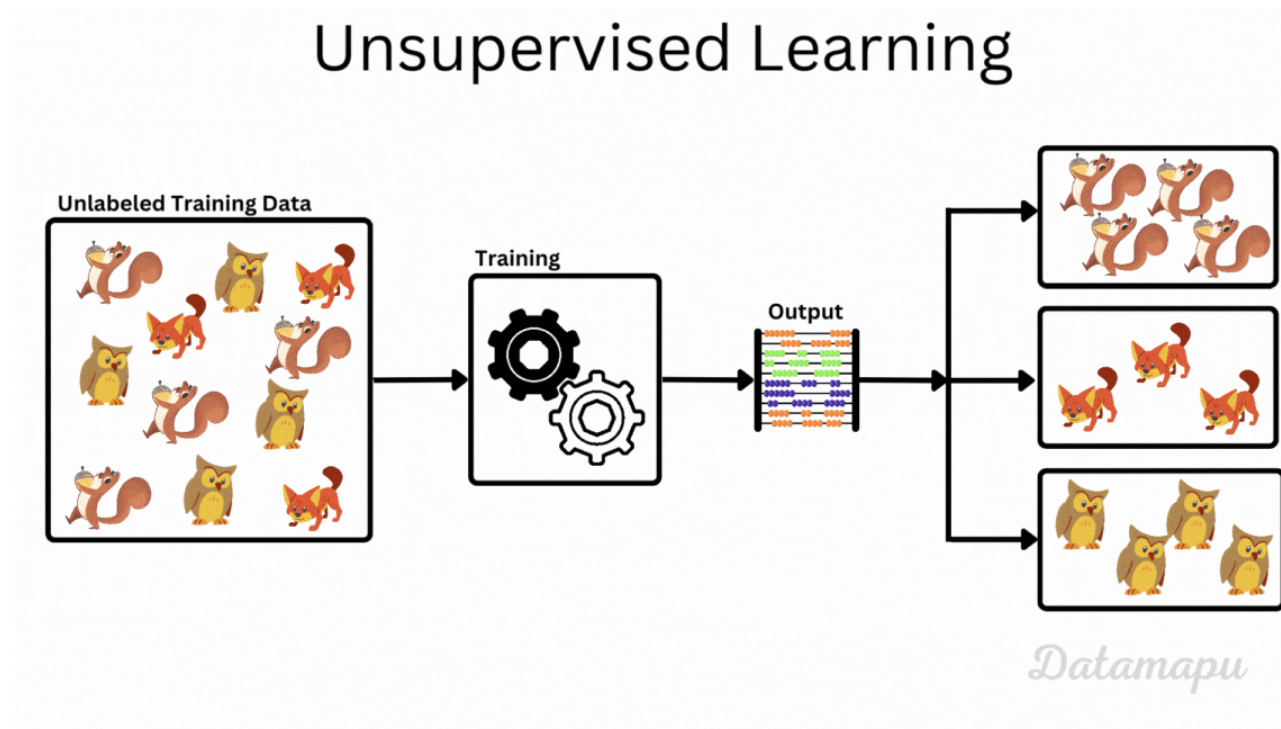 Unsupervised Learning
Unlabeled Training Data
Training
Output
Datamapu